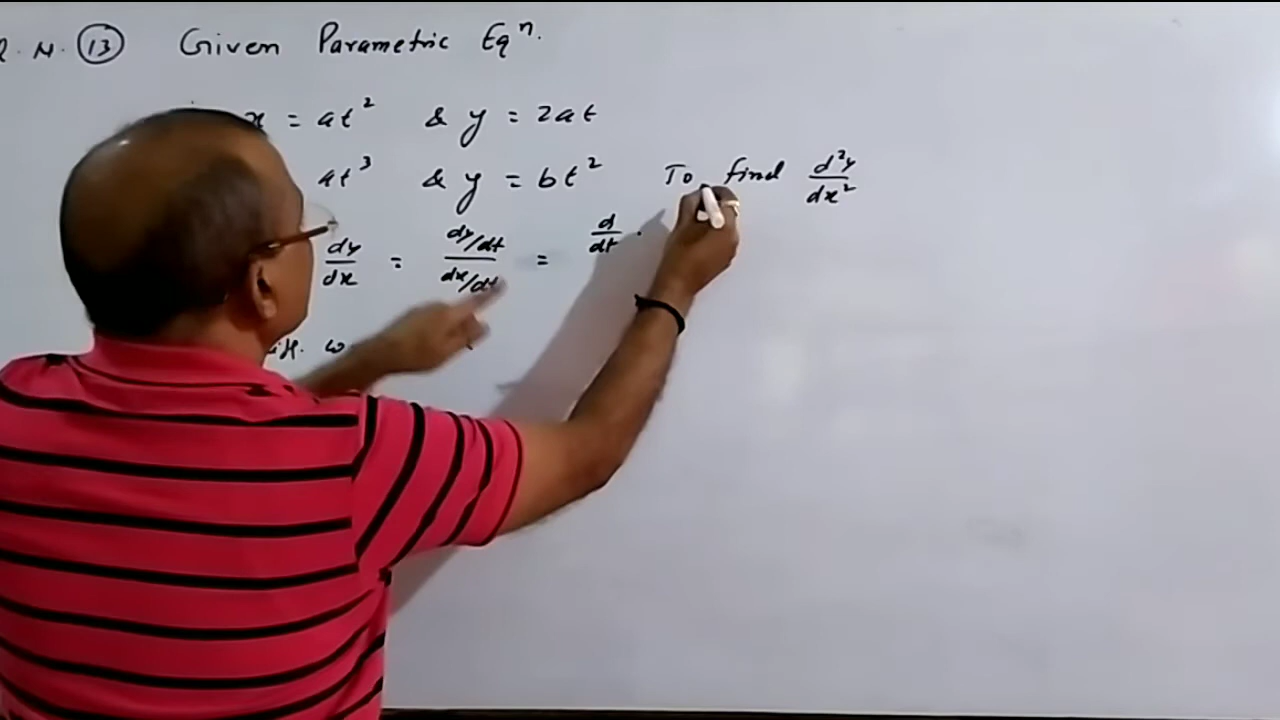 Q. N. 13 Given Parametric Eqⁿ.
x = at² & y = 2at
at³ & y = bt² To find d²y/dx²
dy/dx = dy/dt / dx/dt = d/dt .
iff. w